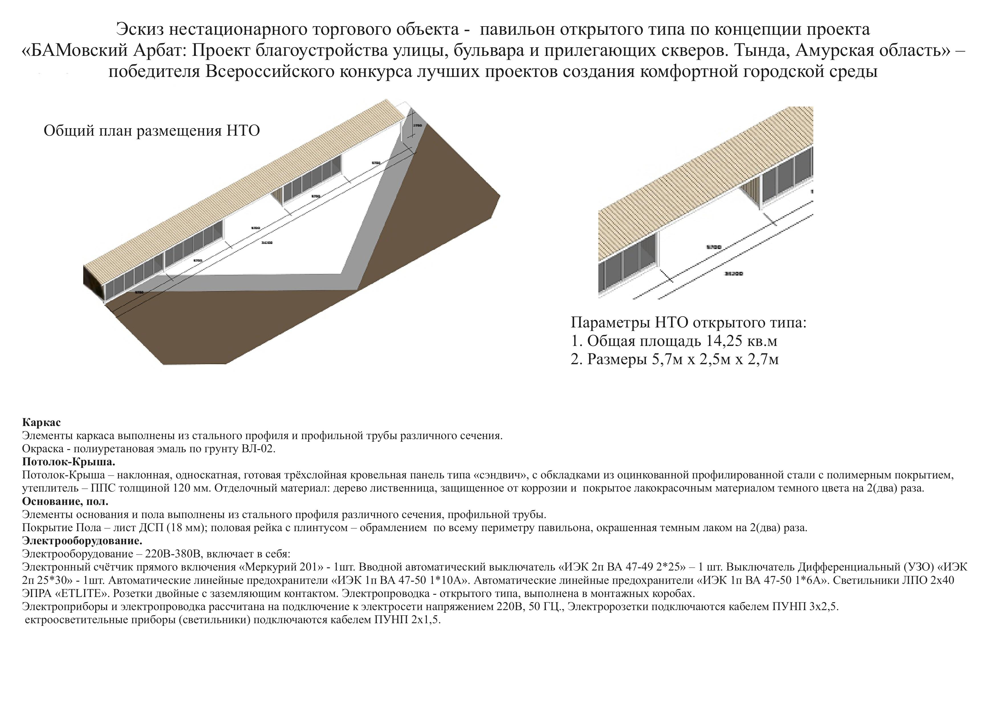 Эскиз нестационарного торгового объекта - павильон открытого типа по концепции проекта
«БАМовский Арбат: Проект благоустройства улицы, бульвара и прилегающих скверов. Тында, Амурская область» –
победителя Всероссийского конкурса лучших проектов создания комфортной городской среды
Общий план размещения НТО
2700
5700
5700
5700
34200
5700
5700
5700
34200
Параметры НТО открытого типа:
1. Общая площадь 14,25 кв.м
2. Размеры 5,7м х 2,5м х 2,7м
Каркас
Элементы каркаса выполнены из стального профиля и профильной трубы различного сечения.
Окраска - полиуретановая эмаль по грунту ВЛ-02.
Потолок-Крыша.
Потолок-Крыша – наклонная, односкатная, готовая трёхслойная кровельная панель типа «сэндвич», с обкладками из оцинкованной профилированной стали с полимерным покрытием,
утеплитель – ППС толщиной 120 мм. Отделочный материал: дерево лиственница, защищенное от коррозии и покрытое лакокрасочным материалом темного цвета на 2(два) раза.
Основание, пол.
Элементы основания и пола выполнены из стального профиля различного сечения, профильной трубы.
Покрытие Пола – лист ДСП (18 мм); половая рейка с плинтусом – обрамлением по всему периметру павильона, окрашенная темным лаком на 2(два) раза.
Электрооборудование.
Электрооборудование – 220В-380В, включает в себя:
Электронный счётчик прямого включения «Меркурий 201» - 1шт. Вводной автоматический выключатель «ИЭК 2п ВА 47-49 2*25» – 1 шт. Выключатель Дифференциальный (УЗО) «ИЭК
2п 25*30» - 1шт. Автоматические линейные предохранители «ИЭК 1п ВА 47-50 1*10А». Автоматические линейные предохранители «ИЭК 1п ВА 47-50 1*6А». Светильники ЛПО 2х40
ЭПРА «ETLITE». Розетки двойные с заземляющим контактом. Электропроводка - открытого типа, выполнена в монтажных коробах.
Электроприборы и электропроводка рассчитана на подключение к электросети напряжением 220В, 50 ГЦ., Электророзетки подключаются кабелем ПУНП 3х2,5.
ектроосветительные приборы (светильники) подключаются кабелем ПУНП 2х1,5.